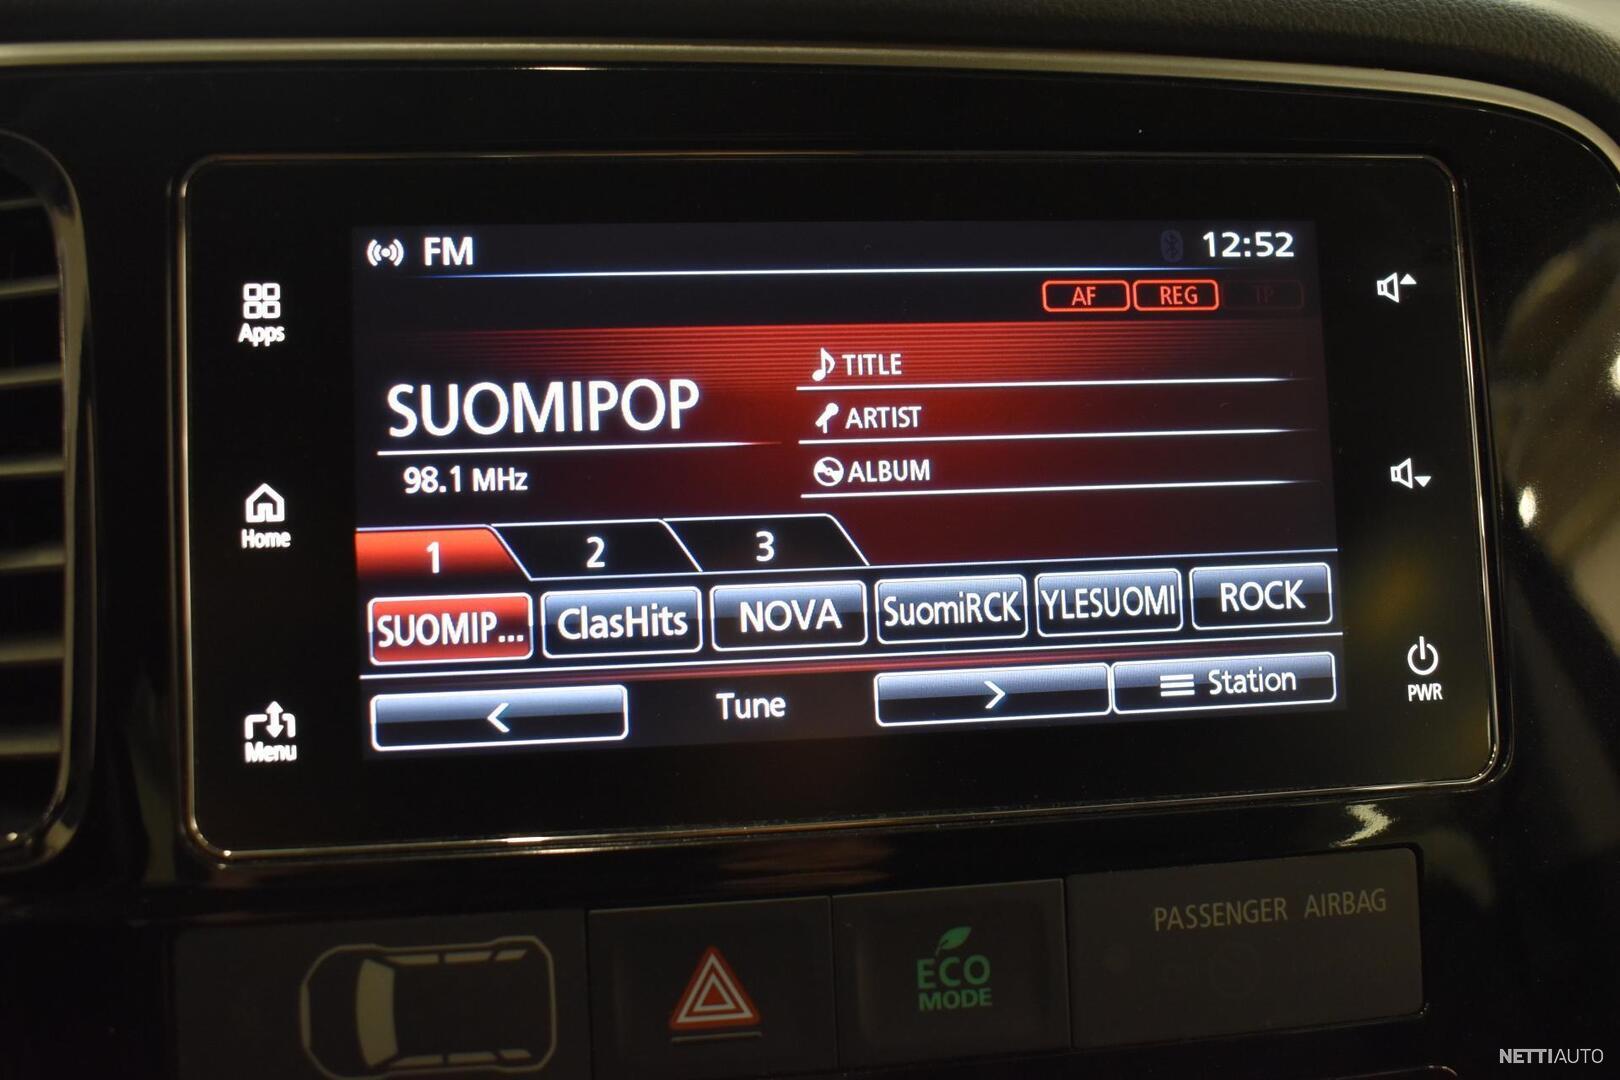 FM
12:52
AF REG TP
Apps
TITLE
SUOMIPOP
ARTIST
98.1 MHz
ALBUM
Home
1 2 3
SUOMIP... ClasHits NOVA SuomiRCK YLESUOMI ROCK
< Tune > Station
PWR
Menu
PASSENGER AIRBAG
ECO
MODE
NETTIAUTO